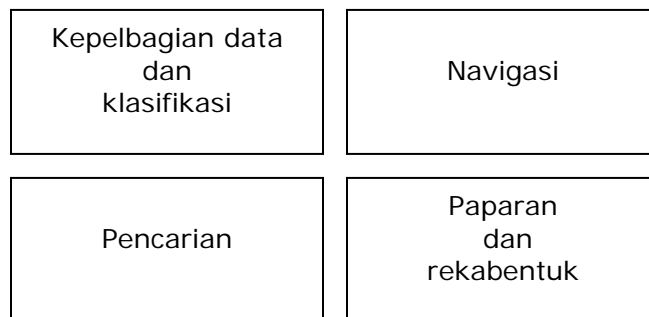 Kepelbagian data
dan
klasifikasi
Navigasi
Pencarian
Paparan
dan
rekabentuk